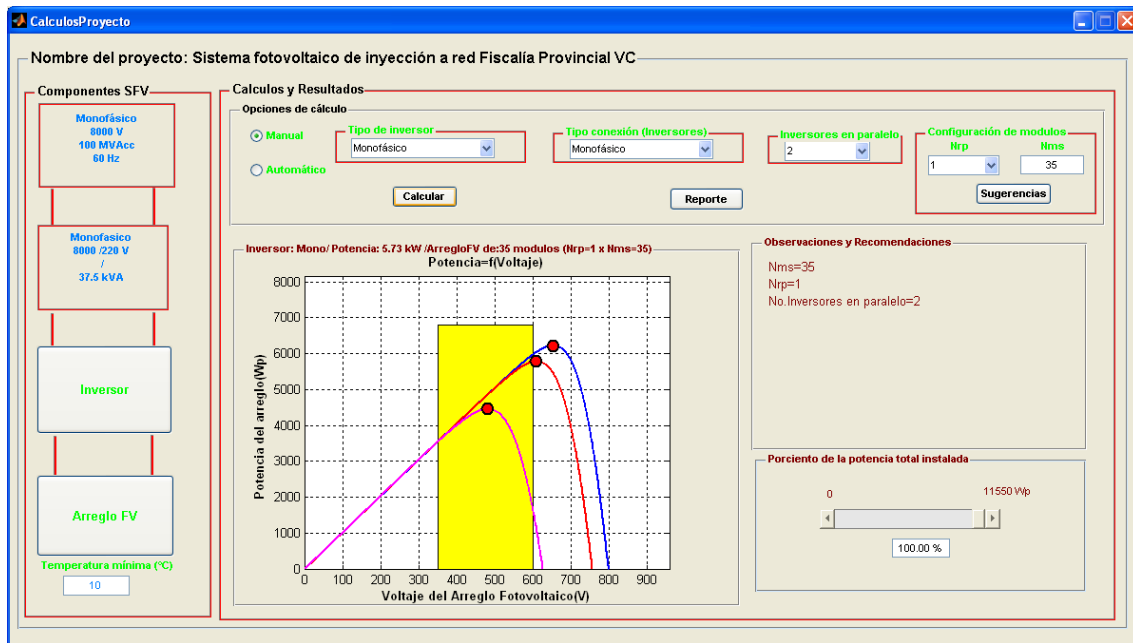 CalculosProyecto
Nombre del proyecto: Sistema fotovoltaico de inyección a red Fiscalía Provincial VC
Componentes SFV
Monofásico
8000 V
100 MVAcc
60 Hz
Monofasico
8000 /220 V
/
37.5 kVA
Inversor
Arreglo FV
Temperatura mínima (ºC)
10
Calculos y Resultados
Opciones de cálculo
Manual
Automático
Tipo de inversor
Monofásico
Tipo conexión (Inversores)
Monofásico
Inversores en paralelo
2
Configuración de modulos
Nrp Nms
1 35
Sugerencias
Calcular
Reporte
Inversor: Mono/ Potencia: 5.73 kW /ArregloFV de:35 modulos (Nrp=1 x Nms=35)
Potencia=f(Voltaje)
Potencia del arreglo(Wp)
8000
7000
6000
5000
4000
3000
2000
1000
0
0 100 200 300 400 500 600 700 800 900
Voltaje del Arreglo Fotovoltaico(V)
Observaciones y Recomendaciones
Nms=35
Nrp=1
No.Inversores en paralelo=2
Porciento de la potencia total instalada
0 11550 Wp
100.00 %